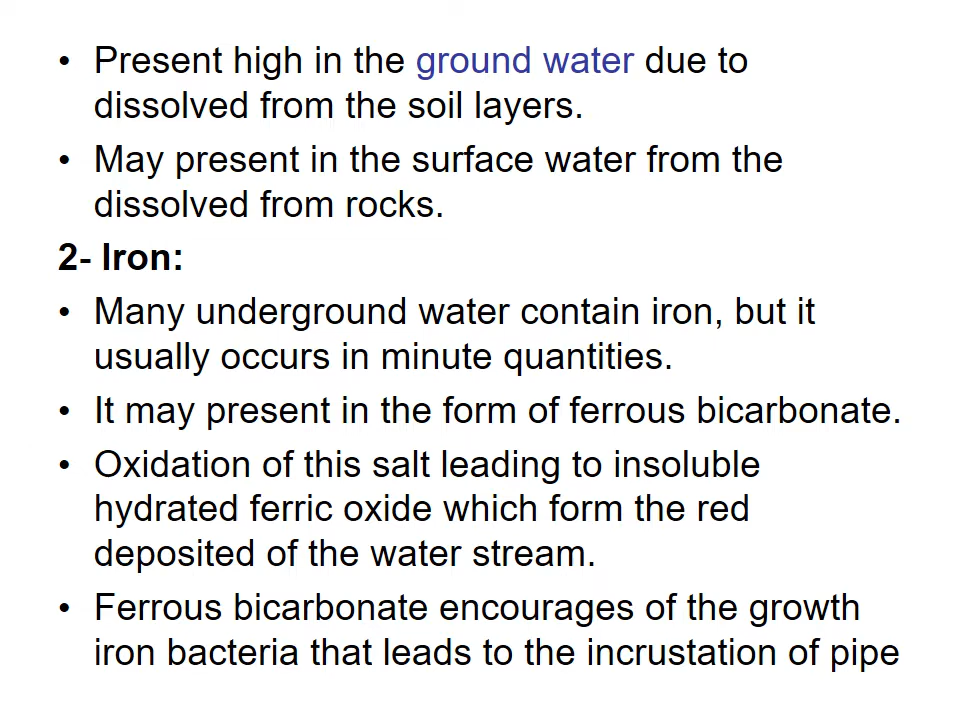 • Present high in the ground water due to
dissolved from the soil layers.
• May present in the surface water from the
dissolved from rocks.
2- Iron:
• Many underground water contain iron, but it
usually occurs in minute quantities.
• It may present in the form of ferrous bicarbonate.
• Oxidation of this salt leading to insoluble
hydrated ferric oxide which form the red
deposited of the water stream.
• Ferrous bicarbonate encourages of the growth
iron bacteria that leads to the incrustation of pipe